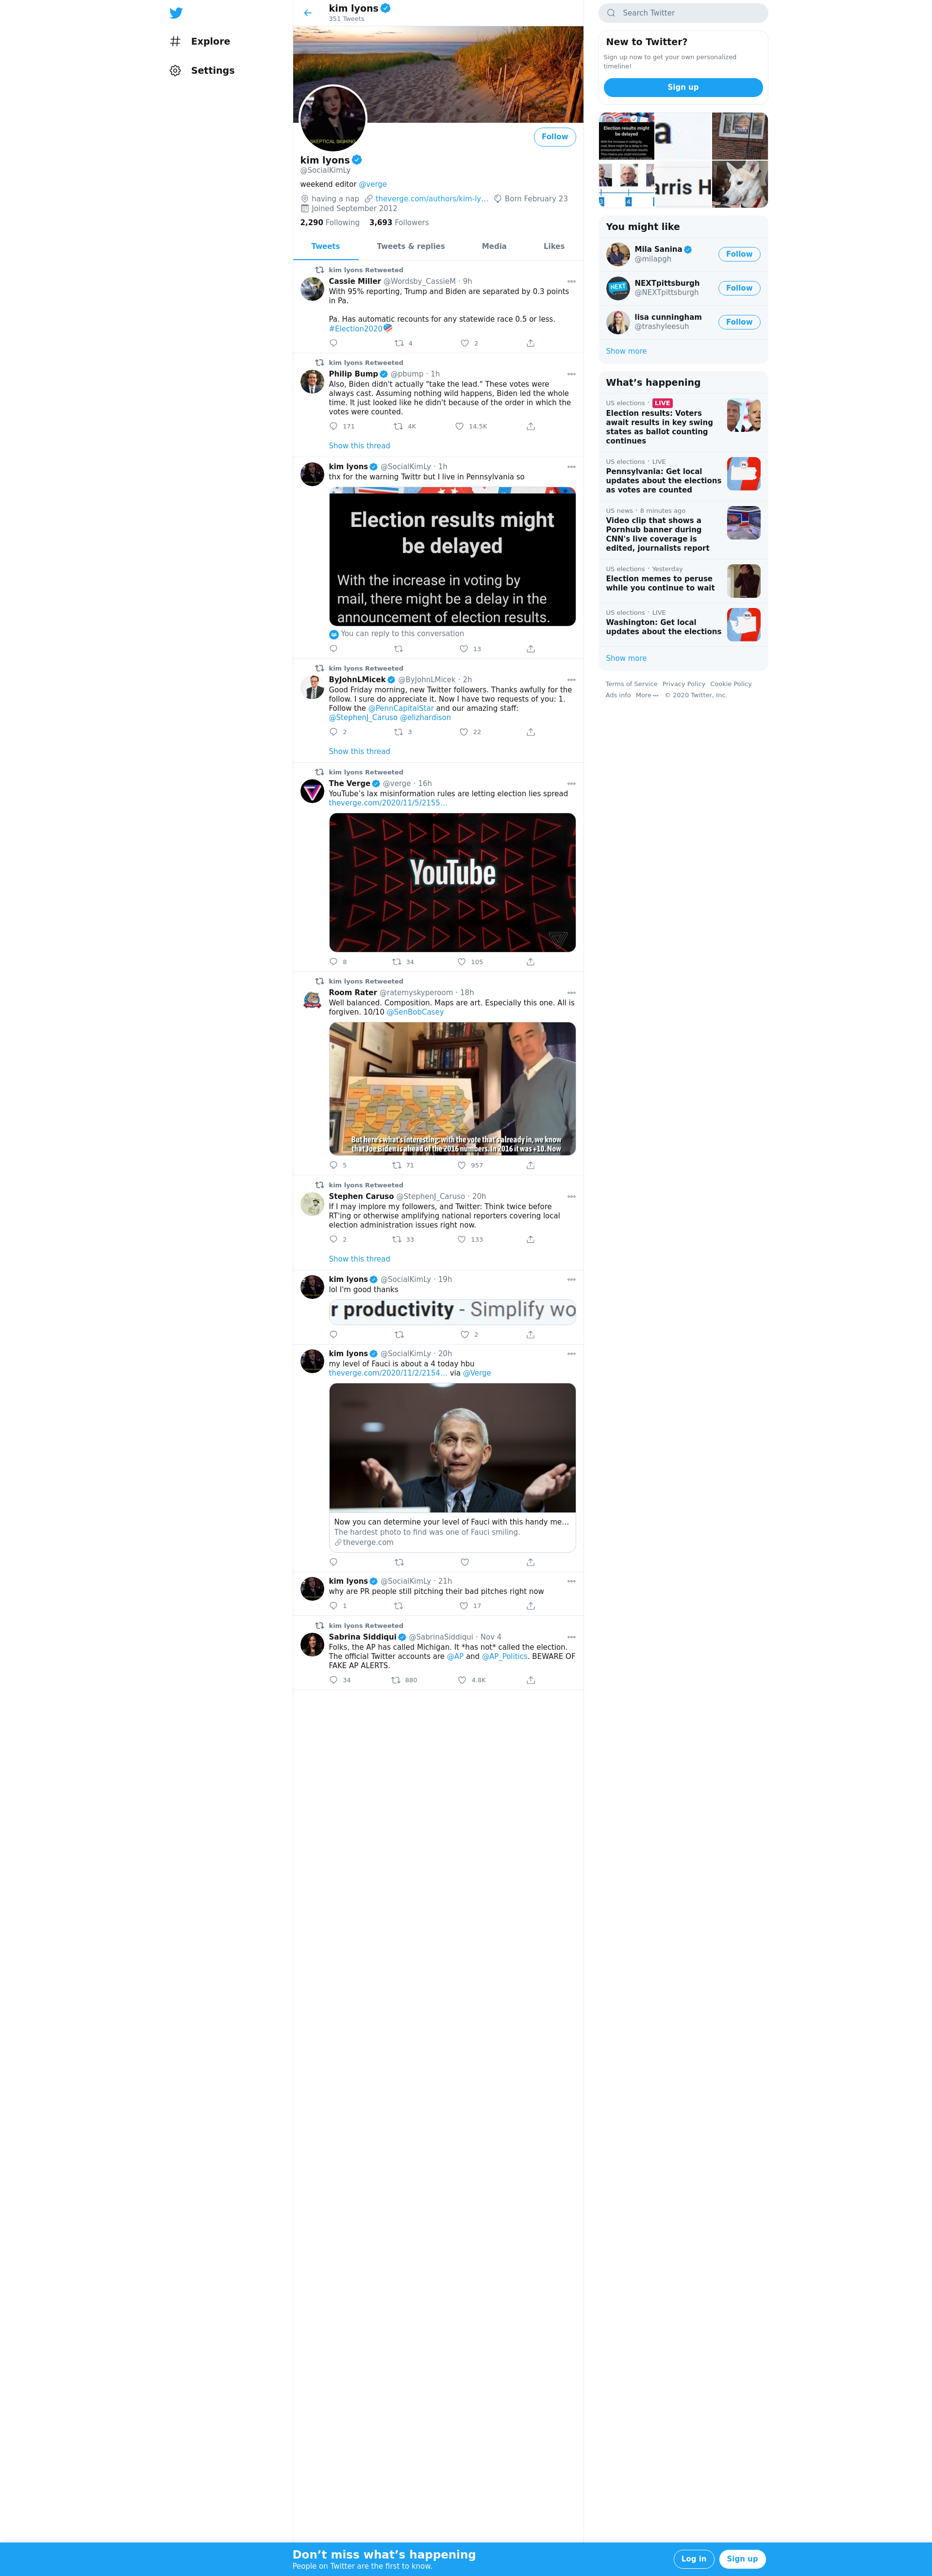 Explore
Settings
kim lyons
351 Tweets
SKEPTICAL SIGHING
Follow
kim lyons
@SocialKimLy
weekend editor @verge
having a nap theverge.com/authors/kim-ly… Born February 23
Joined September 2012
2,290 Following 3,693 Followers
Tweets Tweets & replies Media Likes
kim lyons Retweeted
Cassie Miller @Wordsby_CassieM · 9h
With 95% reporting, Trump and Biden are separated by 0.3 points
in Pa.
Pa. Has automatic recounts for any statewide race 0.5 or less.
#Election2020
4 2
kim lyons Retweeted
Philip Bump @pbump · 1h
Also, Biden didn't actually "take the lead." These votes were
always cast. Assuming nothing wild happens, Biden led the whole
time. It just looked like he didn't because of the order in which the
votes were counted.
171 4K 14.5K
Show this thread
kim lyons @SocialKimLy · 1h
thx for the warning Twittr but I live in Pennsylvania so
Election results might
be delayed
With the increase in voting by
mail, there might be a delay in the
announcement of election results.
You can reply to this conversation
13
kim lyons Retweeted
ByJohnLMicek @ByJohnLMicek · 2h
Good Friday morning, new Twitter followers. Thanks awfully for the
follow. I sure do appreciate it. Now I have two requests of you: 1.
Follow the @PennCapitalStar and our amazing staff:
@StephenJ_Caruso @elizhardison
2 3 22
Show this thread
kim lyons Retweeted
The Verge @verge · 16h
YouTube's lax misinformation rules are letting election lies spread
theverge.com/2020/11/5/2155…
YouTube
8 34 105
kim lyons Retweeted
Room Rater @ratemyskyperoom · 18h
Well balanced. Composition. Maps are art. Especially this one. All is
forgiven. 10/10 @SenBobCasey
But here's what's interesting: with the vote that's already in, we know
that Joe Biden is ahead of the 2016 numbers. In 2016 it was +10. Now
5 71 957
kim lyons Retweeted
Stephen Caruso @StephenJ_Caruso · 20h
If I may implore my followers, and Twitter: Think twice before
RT'ing or otherwise amplifying national reporters covering local
election administration issues right now.
2 33 133
Show this thread
kim lyons @SocialKimLy · 19h
lol I'm good thanks
r productivity - Simplify wo
2
kim lyons @SocialKimLy · 20h
my level of Fauci is about a 4 today hbu
theverge.com/2020/11/2/2154… via @Verge
Now you can determine your level of Fauci with this handy me…
The hardest photo to find was one of Fauci smiling.
theverge.com
kim lyons @SocialKimLy · 21h
why are PR people still pitching their bad pitches right now
1 17
kim lyons Retweeted
Sabrina Siddiqui @SabrinaSiddiqui · Nov 4
Folks, the AP has called Michigan. It *has not* called the election.
The official Twitter accounts are @AP and @AP_Politics. BEWARE OF
FAKE AP ALERTS.
34 880 4.8K
Search Twitter
New to Twitter?
Sign up now to get your own personalized
timeline!
Sign up
Election results might
be delayed
a
4
arris H
You might like
Mila Sanina
@milapgh
Follow
NEXT
NEXTpittsburgh
@NEXTpittsburgh
Follow
lisa cunningham
@trashyleesuh
Follow
Show more
What's happening
US elections · LIVE
Election results: Voters
await results in key swing
states as ballot counting
continues
US elections · LIVE
Pennsylvania: Get local
updates about the elections
as votes are counted
US news · 8 minutes ago
Video clip that shows a
Pornhub banner during
CNN's live coverage is
edited, journalists report
US elections · Yesterday
Election memes to peruse
while you continue to wait
US elections · LIVE
Washington: Get local
updates about the elections
Show more
Terms of Service Privacy Policy Cookie Policy
Ads info More © 2020 Twitter, Inc.
Don't miss what's happening
People on Twitter are the first to know.
Log in Sign up